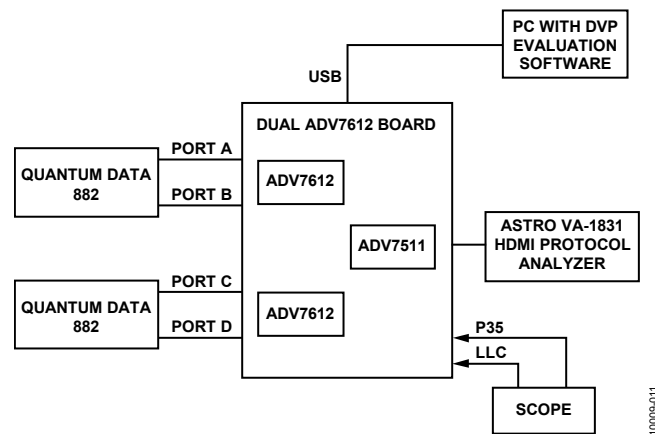 PC WITH DVP
EVALUATION
SOFTWARE
USB
DUAL ADV7612 BOARD
PORT A
QUANTUM DATA
882
PORT B
ADV7612
ADV7511
ASTRO VA-1831
HDMI PROTOCOL
ANALYZER
PORT C
QUANTUM DATA
882
PORT D
ADV7612
P35
LLC
SCOPE
10009-011